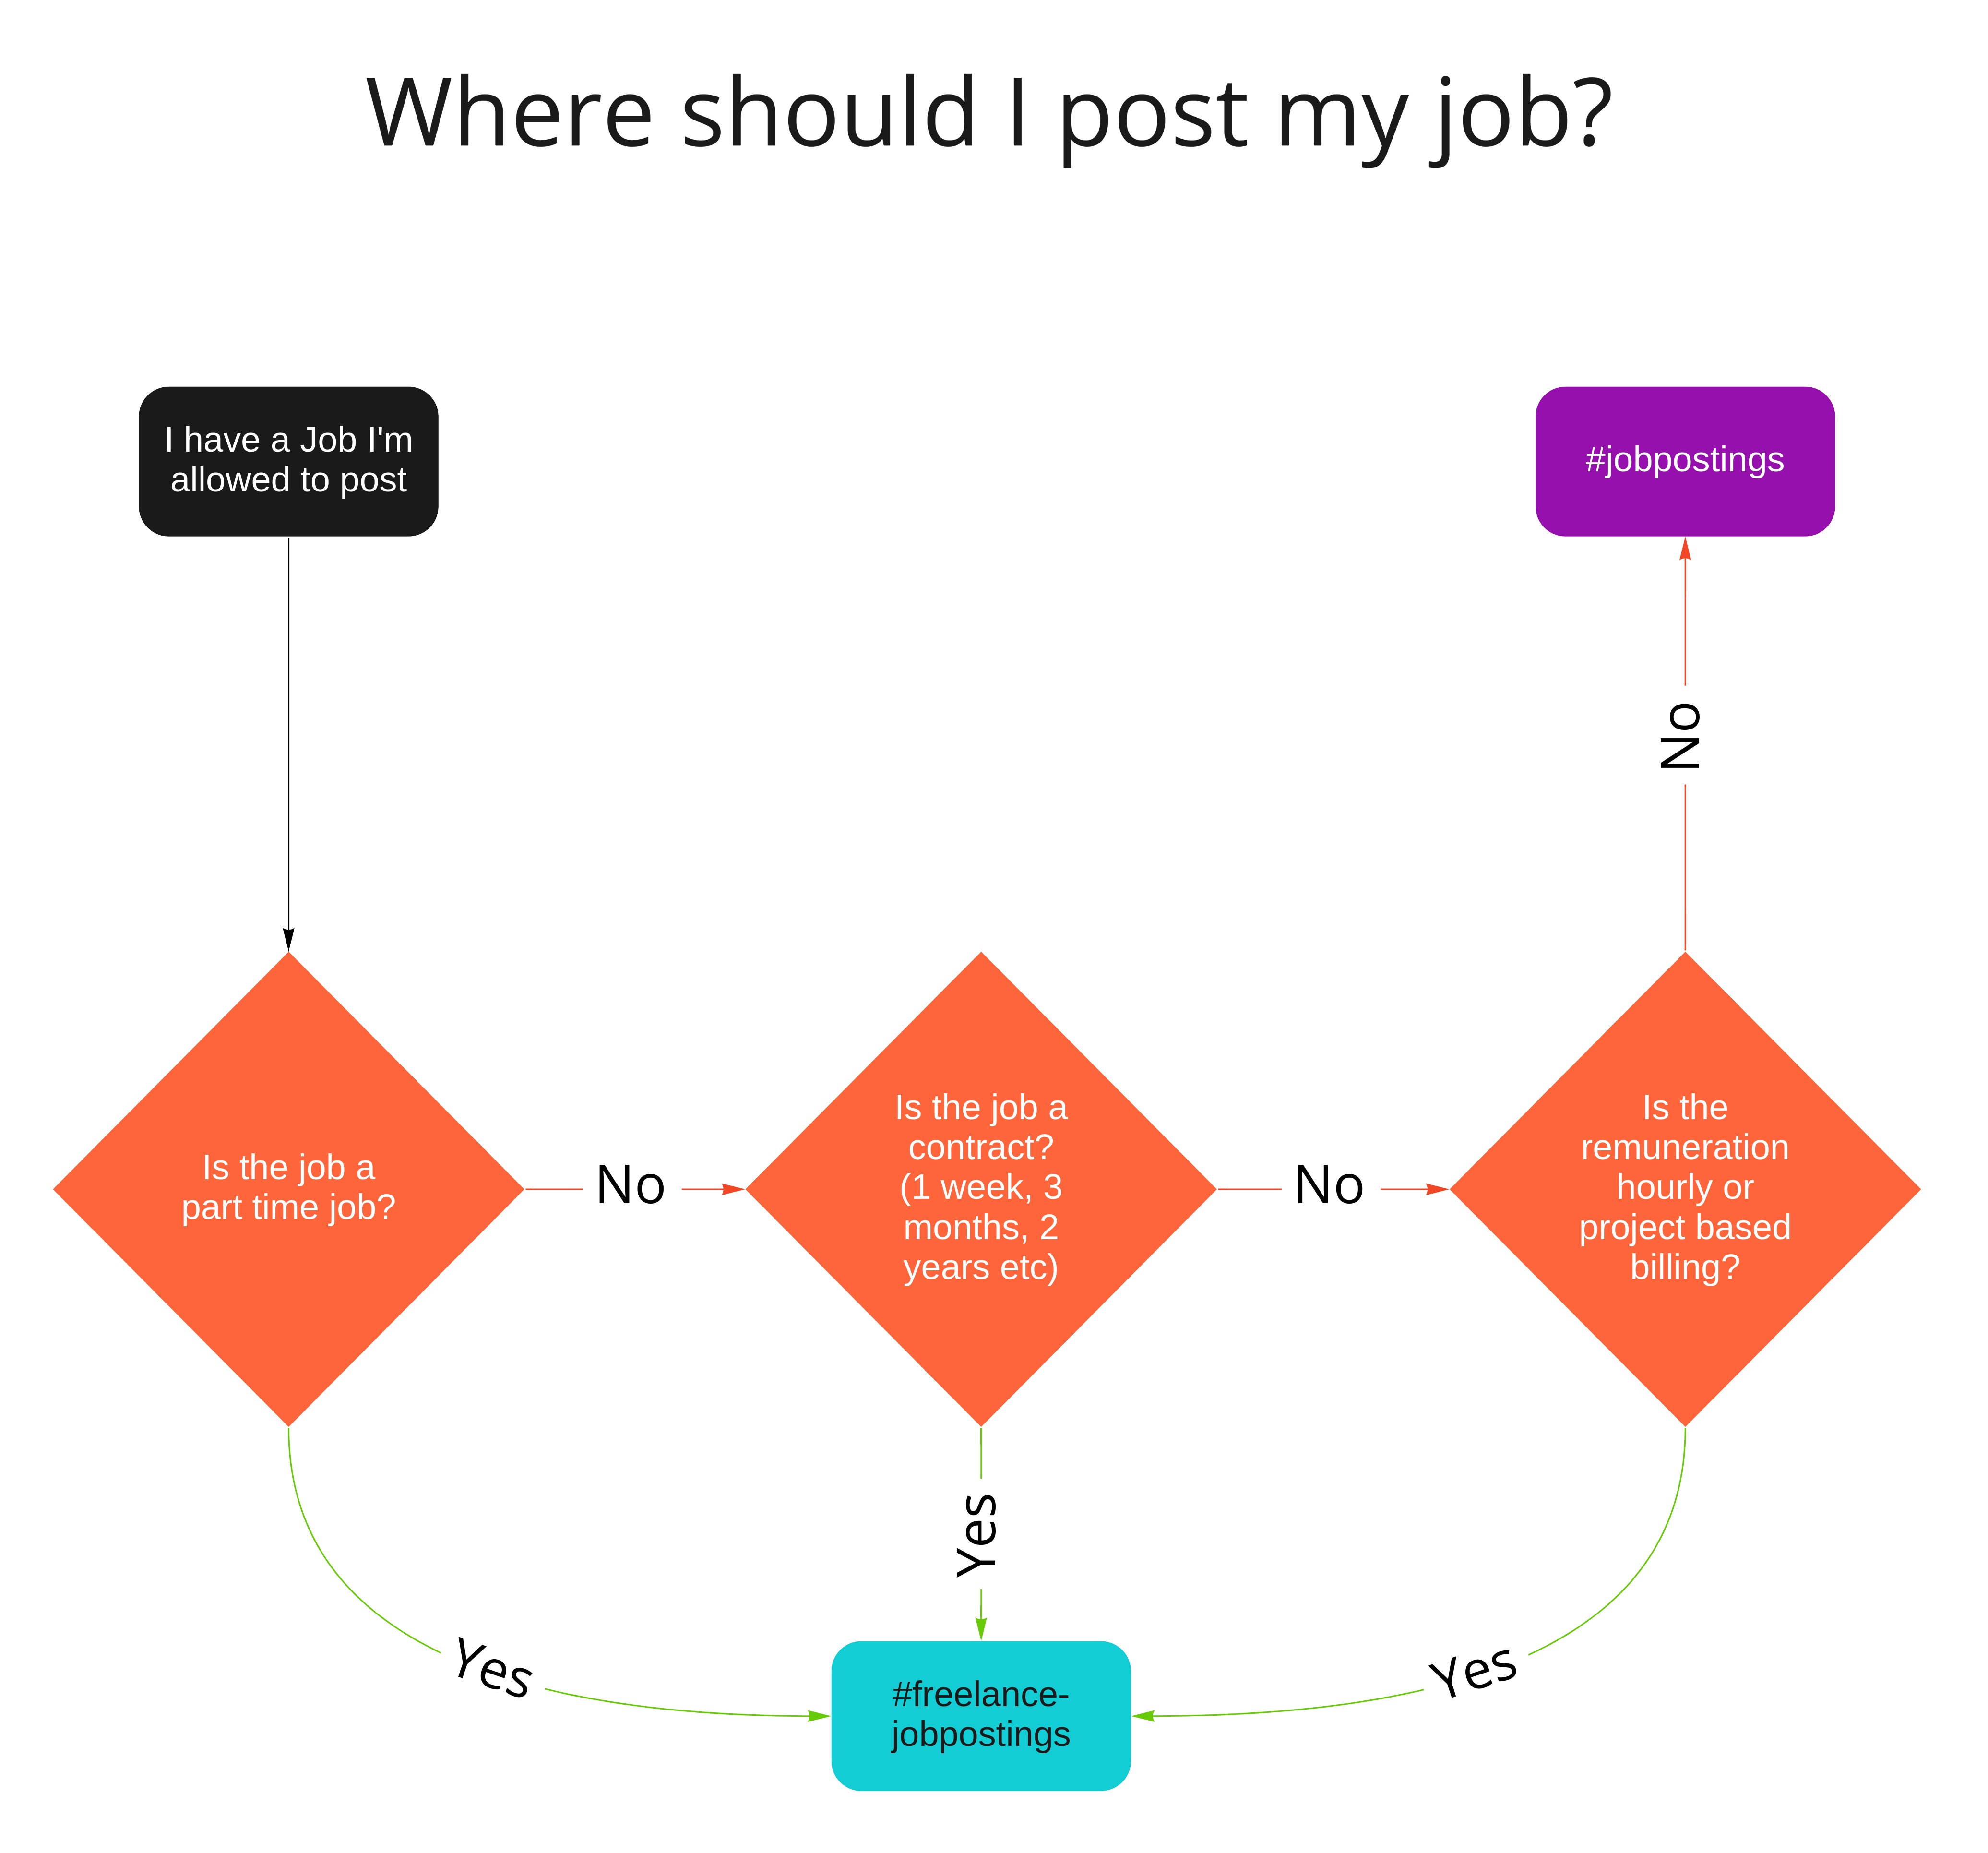 Where should I post my job?
I have a Job I'm
allowed to post
#jobpostings
No
Is the job a
part time job?
No
Is the job a
contract?
(1 week, 3
months, 2
years etc)
No
Is the
remuneration
hourly or
project based
billing?
Yes
Yes
Yes
#freelance-
jobpostings